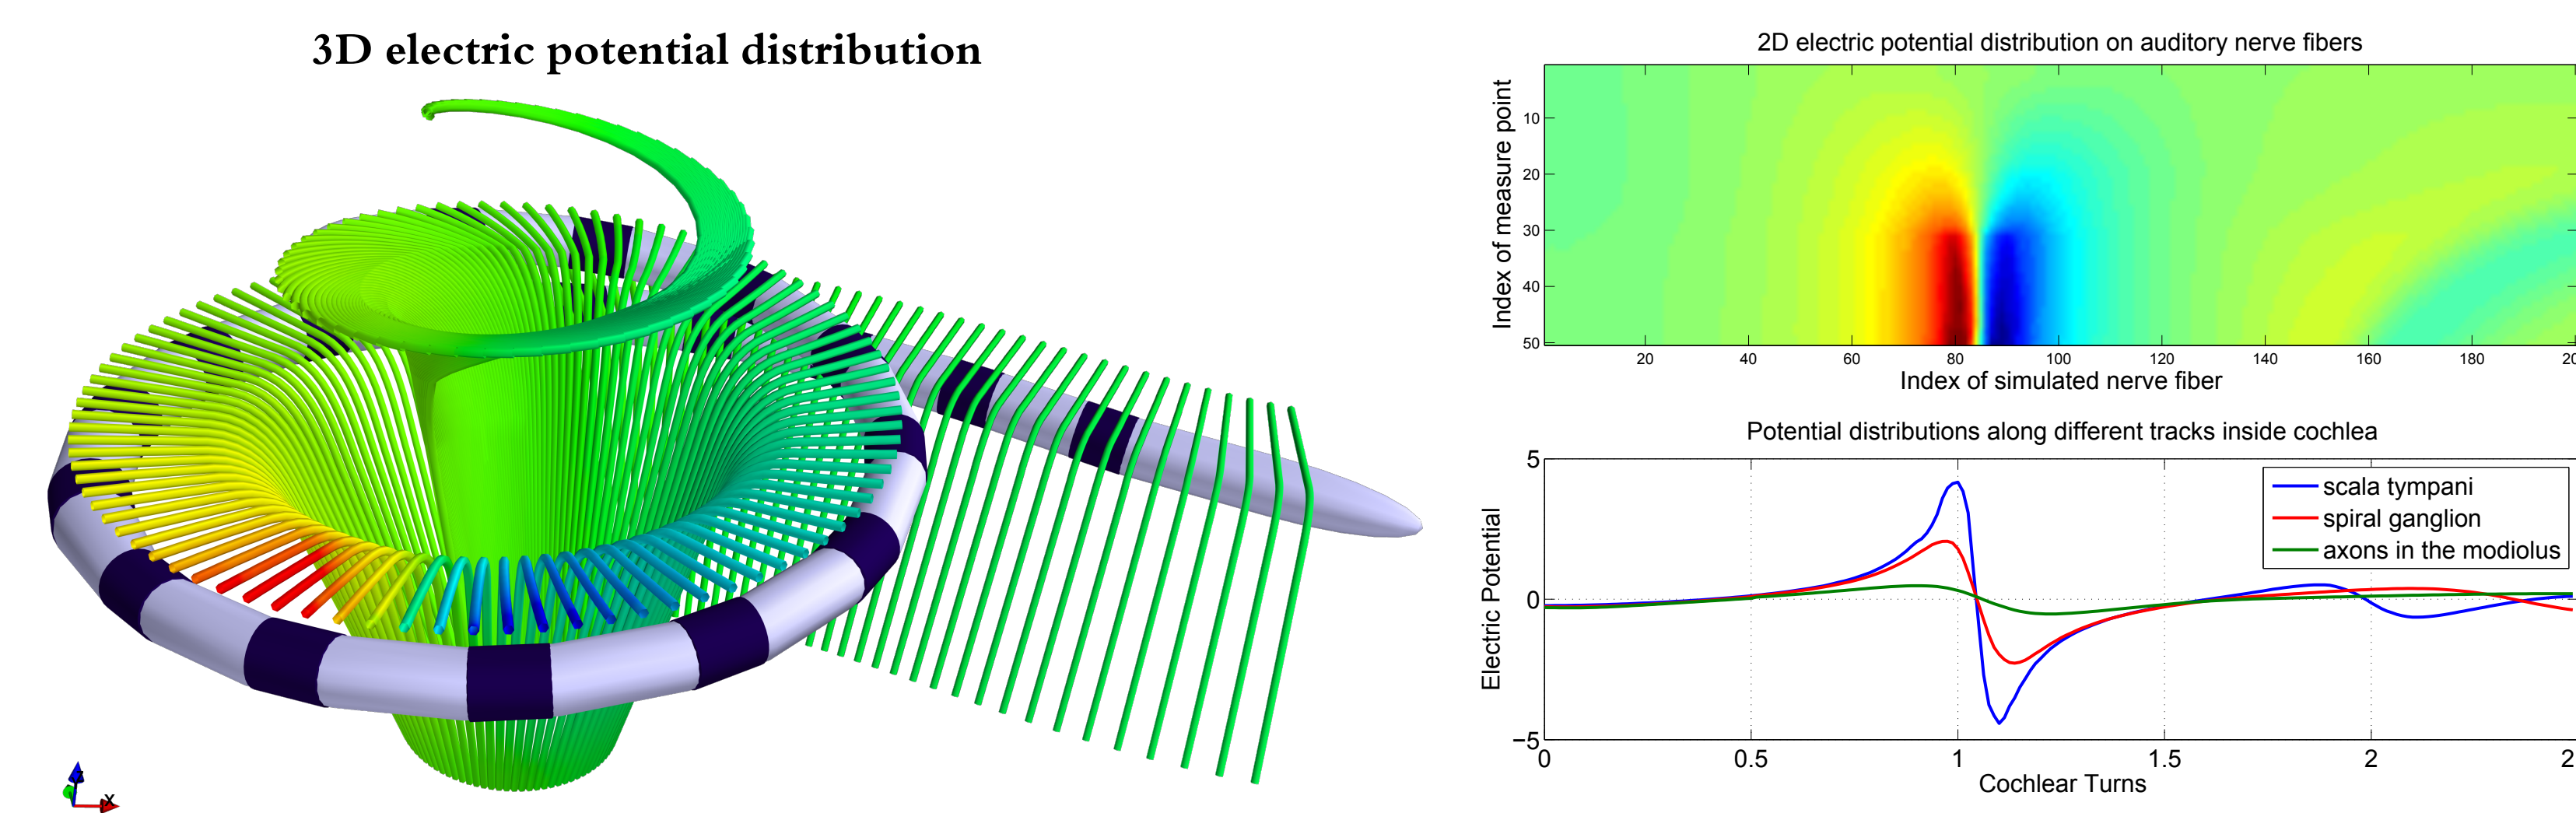 3D electric potential distribution
x
2D electric potential distribution on auditory nerve fibers
Index of measure point
10
20
30
40
50
20 40 60 80 100 120 140 160 180 20
Index of simulated nerve fiber
Potential distributions along different tracks inside cochlea
Electric Potential
5
0
−5
scala tympani
spiral ganglion
axons in the modiolus
0 0.5 1 1.5 2 2
Cochlear Turns